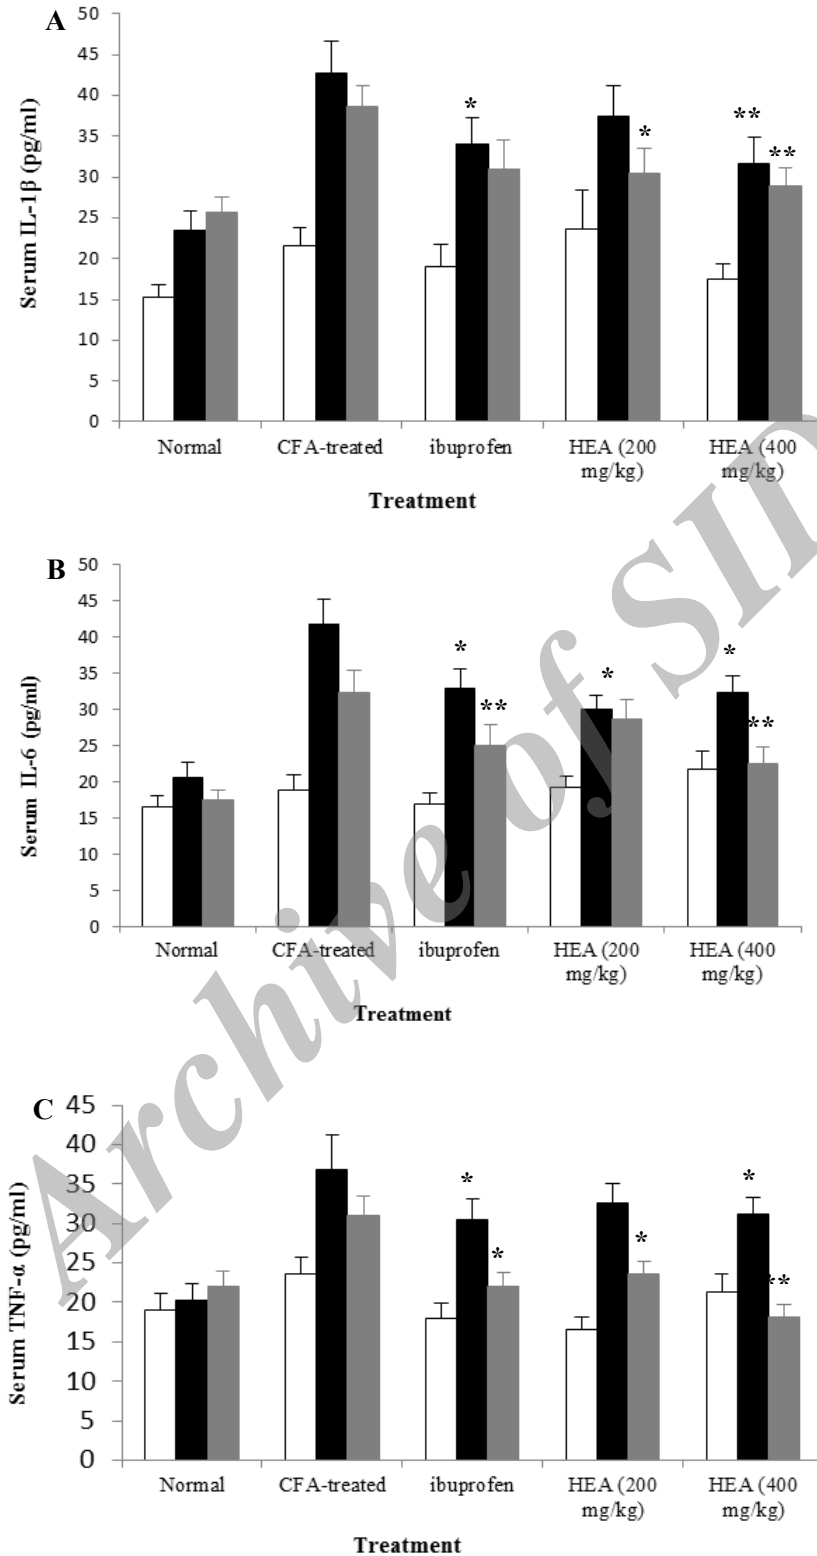 A
Serum IL-1β (pg/ml)
50
45
40
35
30
25
20
15
10
5
0
*
*
**
**
Normal
CFA-treated
ibuprofen
HEA (200
mg/kg)
HEA (400
mg/kg)
Treatment
B
Serum IL-6 (pg/ml)
50
45
40
35
30
25
20
15
10
5
0
*
**
*
*
**
Normal
CFA-treated
ibuprofen
HEA (200
mg/kg)
HEA (400
mg/kg)
Treatment
C
Serum TNF-α (pg/ml)
45
40
35
30
25
20
15
10
5
0
*
*
*
*
**
Normal
CFA-treated
ibuprofen
HEA (200
mg/kg)
HEA (400
mg/kg)
Treatment
Archive of SID